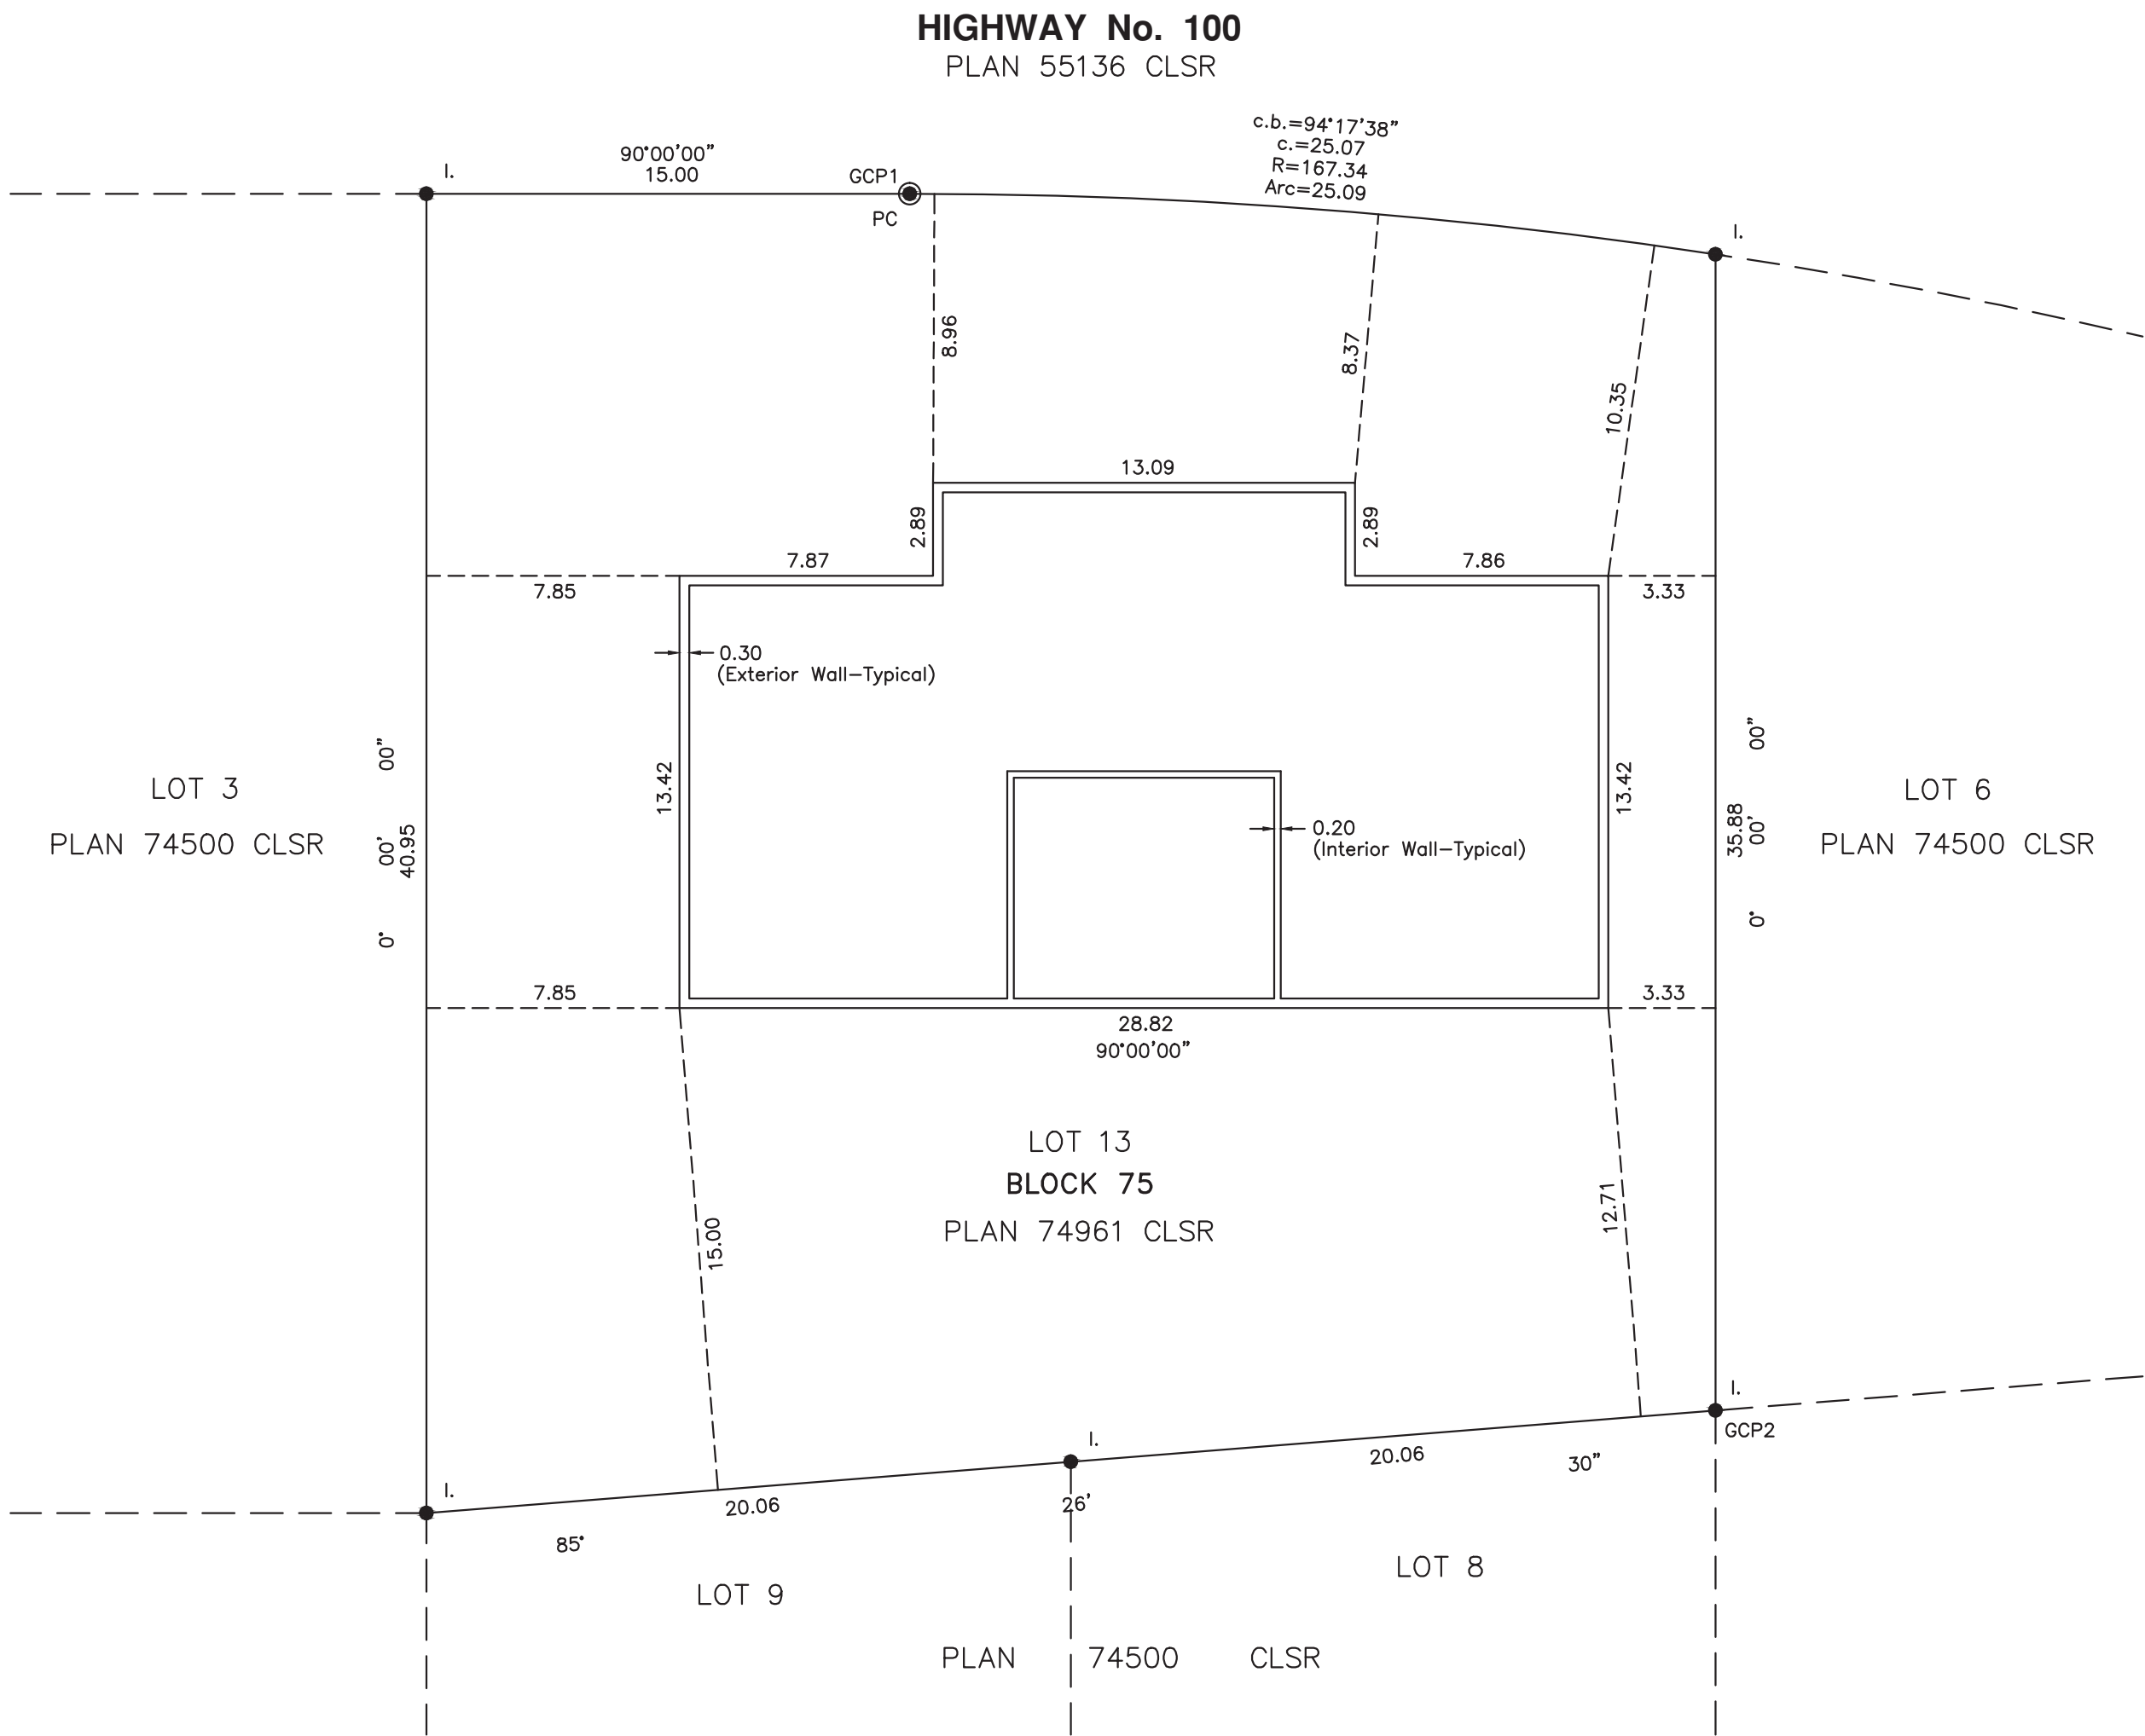 HIGHWAY No. 100
PLAN 55136 CLSR
c.b.=94°17'38"
c.=25.07
R=167.34
Arc=25.09
90°00'00"
15.00
I.
GCP1
PC
I.
8.96
8.37
10.35
13.09
2.89
2.89
7.87
7.86
7.85
3.33
0.30
(Exterior Wall-Typical)
LOT 3
PLAN 74500 CLSR
0° 00' 00"
40.95
13.42
0.20
(Interior Wall-Typical)
13.42
35.88
0° 00' 00"
LOT 6
PLAN 74500 CLSR
7.85
3.33
28.82
90°00'00"
LOT 13
BLOCK 75
PLAN 74961 CLSR
15.00
12.71
I.
GCP2
I.
I.
20.06
20.06
85° 26' 30"
LOT 9
LOT 8
PLAN 74500 CLSR